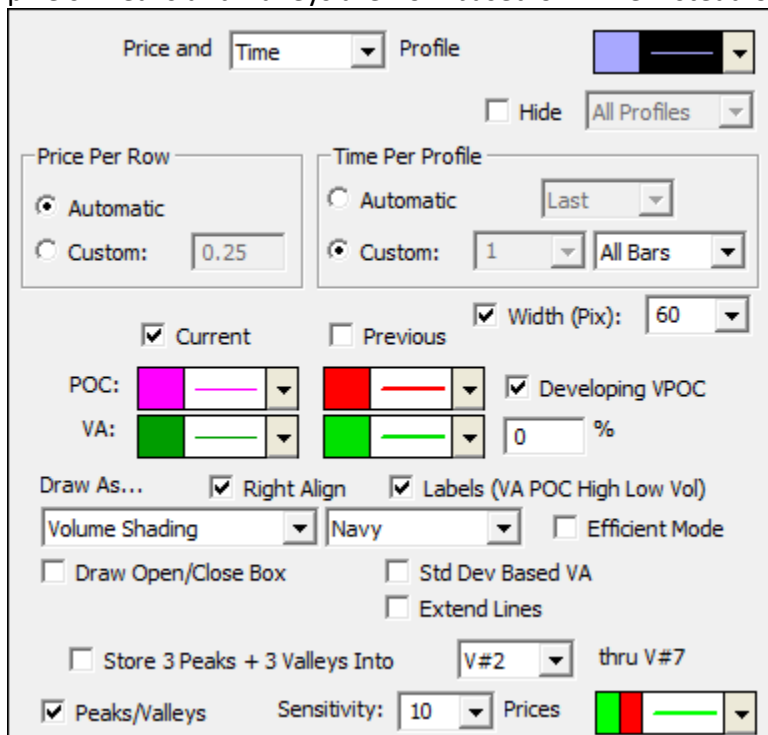 Price and Time Profile
Hide All Profiles
Price Per Row
Time Per Profile
Automatic
Automatic Last
Custom: 0.25
Custom: 1 All Bars
Width (Pix): 60
Current Previous
POC: Developing VPOC
VA: 0 %
Draw As... Right Align Labels (VA POC High Low Vol)
Volume Shading Navy Efficient Mode
Draw Open/Close Box Std Dev Based VA
Extend Lines
Store 3 Peaks + 3 Valleys Into V#2 thru V#7
Peaks/Valleys Sensitivity: 10 Prices